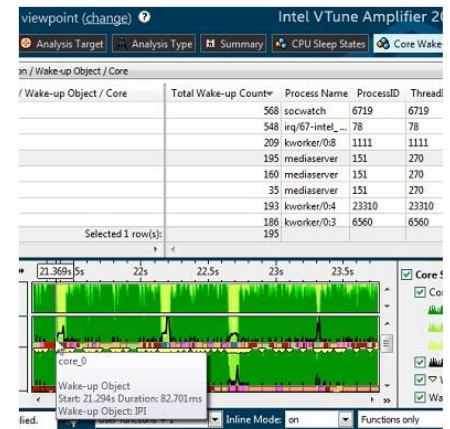 viewpoint (change) ? Intel VTune Amplifier 20
Analysis Target Analysis Type Summary CPU Sleep States Core Wake-
on / Wake-up Object / Core
/ Wake-up Object / Core Total Wake-up Count Process Name ProcessID ThreadI
568 socwatch 6719 6719
548 irq/67-intel_... 78 78
209 kworker/0:8 1111 1111
195 mediaserver 151 270
160 mediaserver 151 270
35 mediaserver 151 270
193 kworker/0:4 23310 23310
186 kworker/0:3 6560 6560
Selected 1 row(s): 195
21.369s 5s 22s 22.5s 23s 23.5s
Core S
Co
core_0
Wake-up Object
Start: 21.294s Duration: 82.701ms
Wake-up Object: IPI
W
Wa
lied. Inline Mode: on Functions only